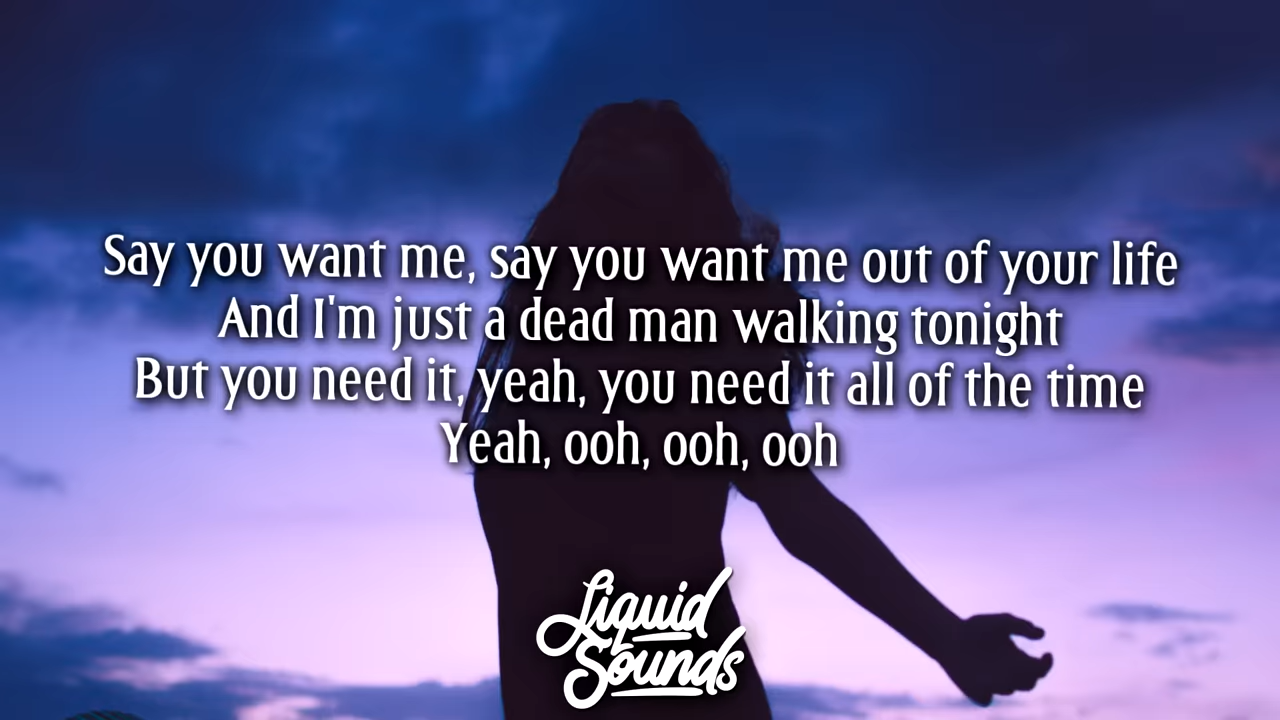 Say you want me, say you want me out of your life
And I'm just a dead man walking tonight
But you need it, yeah, you need it all of the time
Yeah, ooh, ooh, ooh
Liquid
Sounds